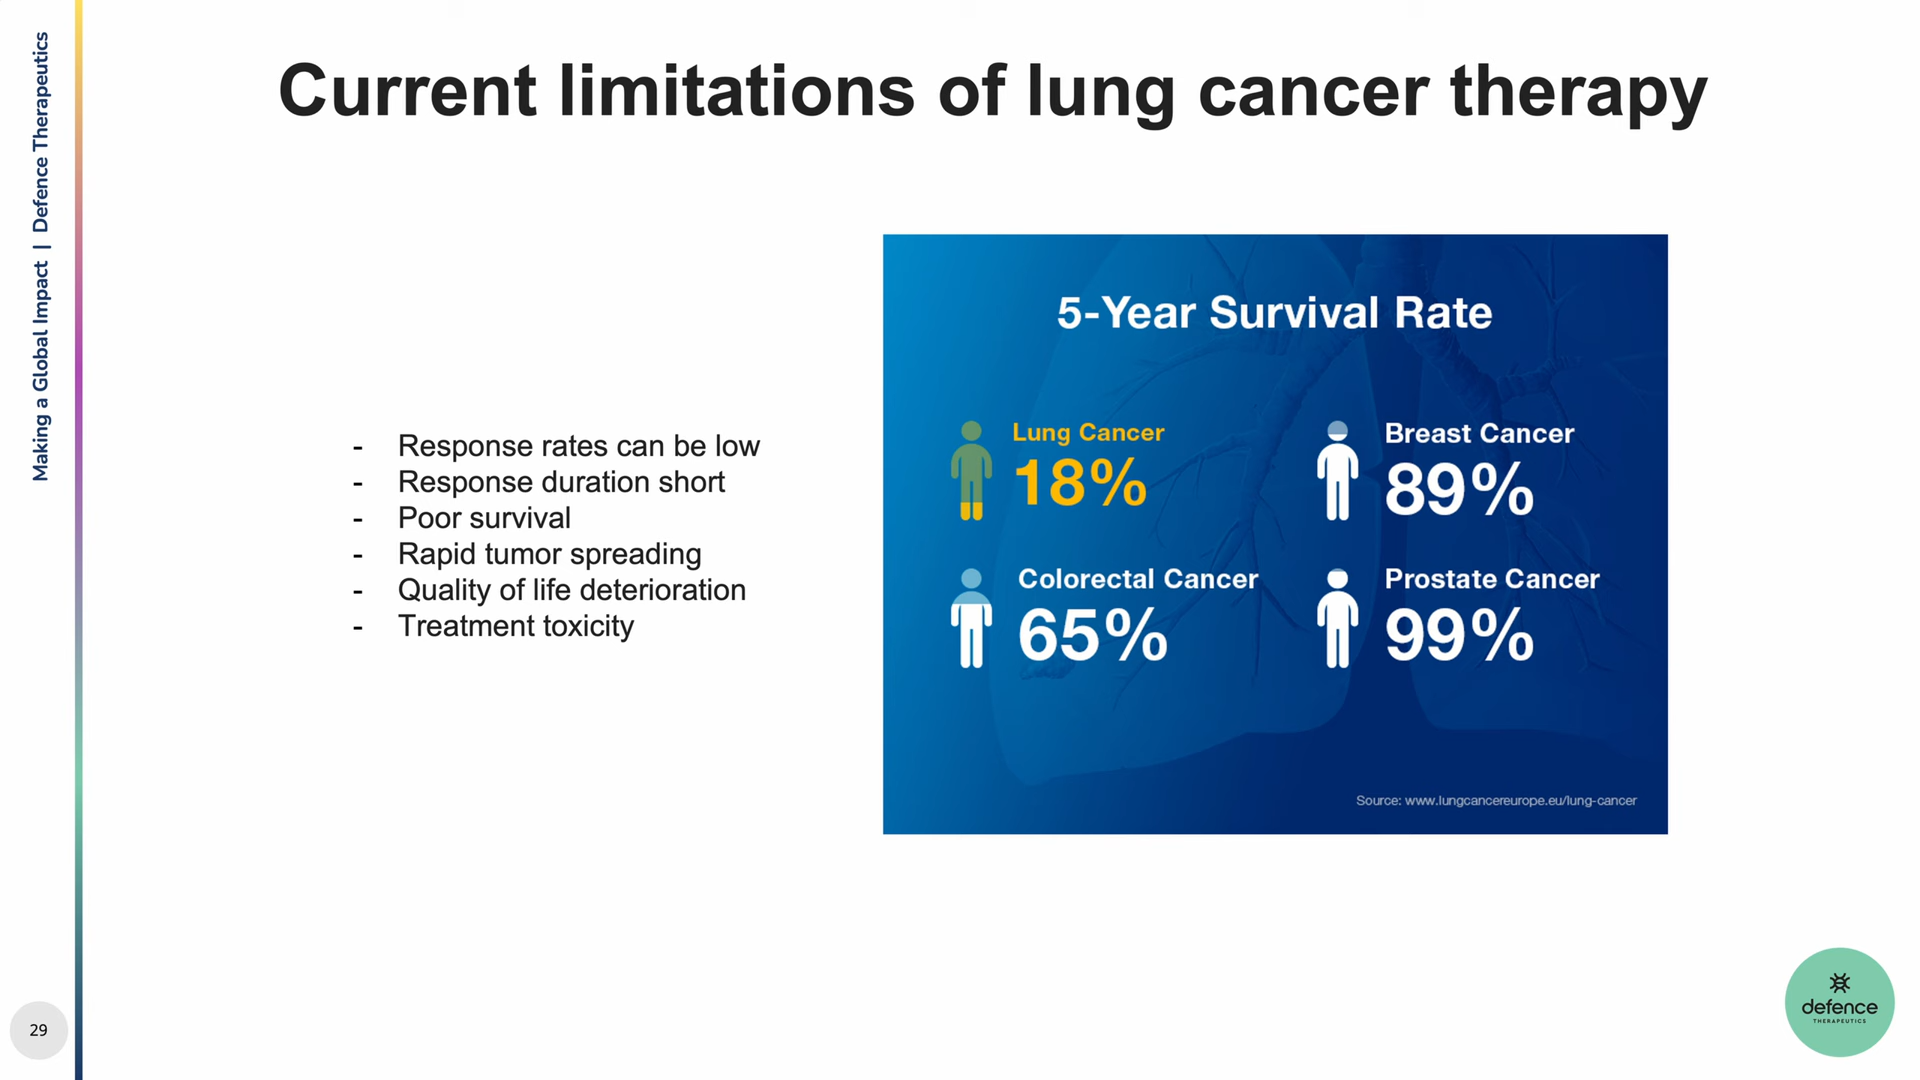 Making a Global Impact | Defence Therapeutics
Current limitations of lung cancer therapy
- Response rates can be low
- Response duration short
- Poor survival
- Rapid tumor spreading
- Quality of life deterioration
- Treatment toxicity
5-Year Survival Rate
Lung Cancer
18%
Breast Cancer
89%
Colorectal Cancer
65%
Prostate Cancer
99%
Source: www.lungcancereurope.eu/lung-cancer
29
defence
THERAPEUTICS